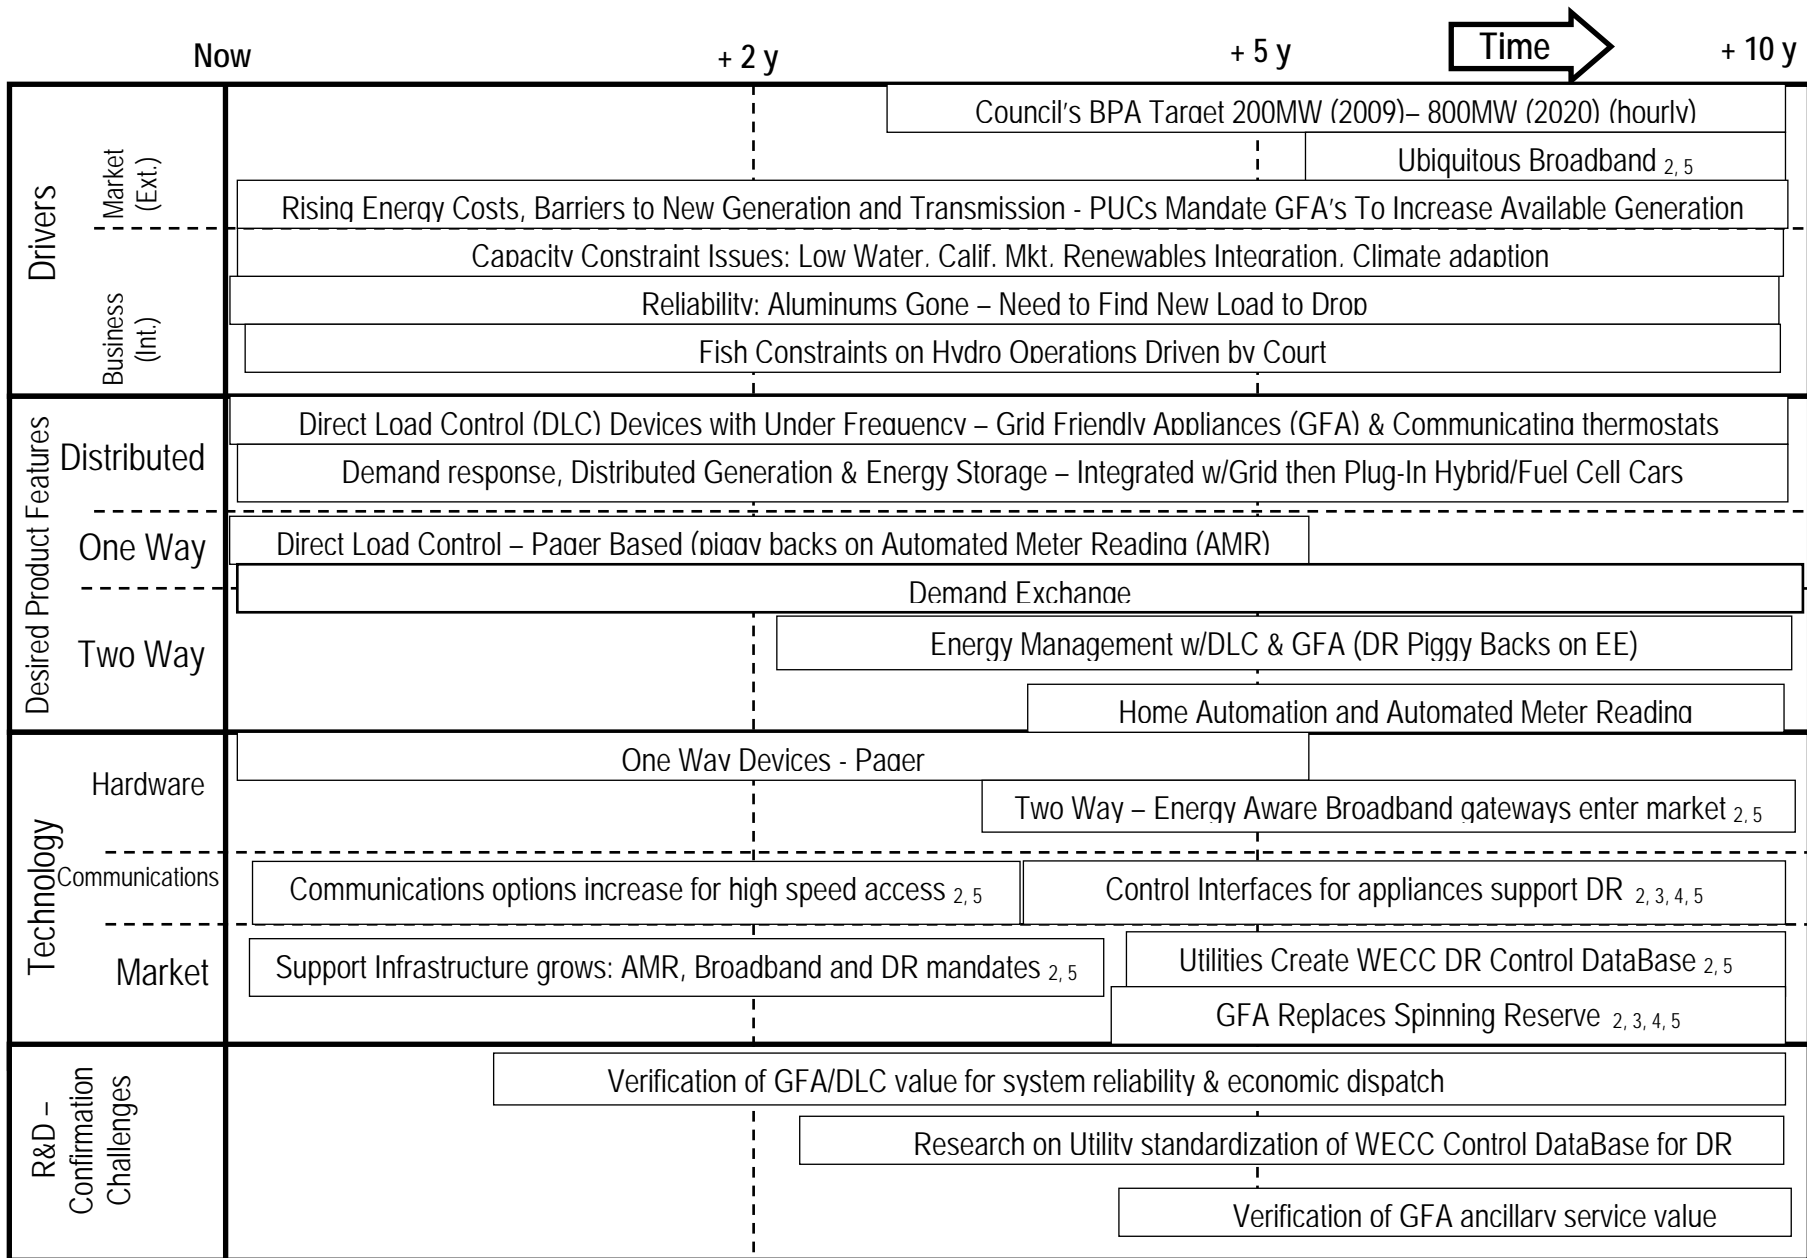 Now
+ 2 y
+ 5 y
Time
+ 10 y
Drivers
Market
(Ext.)
Council's BPA Target 200MW (2009)– 800MW (2020) (hourly)
Ubiquitous Broadband 2, 5
Rising Energy Costs, Barriers to New Generation and Transmission - PUCs Mandate GFA's To Increase Available Generation
Business
(Int.)
Capacity Constraint Issues: Low Water, Calif. Mkt, Renewables Integration, Climate adaption
Reliability: Aluminums Gone – Need to Find New Load to Drop
Fish Constraints on Hydro Operations Driven by Court
Desired Product Features
Distributed
Direct Load Control (DLC) Devices with Under Frequency – Grid Friendly Appliances (GFA) & Communicating thermostats
Demand response, Distributed Generation & Energy Storage – Integrated w/Grid then Plug-In Hybrid/Fuel Cell Cars
One Way
Direct Load Control – Pager Based (piggy backs on Automated Meter Reading (AMR)
Demand Exchange
Two Way
Energy Management w/DLC & GFA (DR Piggy Backs on EE)
Home Automation and Automated Meter Reading
Technology
Hardware
One Way Devices - Pager
Two Way – Energy Aware Broadband gateways enter market 2, 5
Communications
Communications options increase for high speed access 2, 5
Control Interfaces for appliances support DR 2, 3, 4, 5
Market
Support Infrastructure grows: AMR, Broadband and DR mandates 2, 5
Utilities Create WECC DR Control DataBase 2, 5
GFA Replaces Spinning Reserve 2, 3, 4, 5
R&D –
Confirmation
Challenges
Verification of GFA/DLC value for system reliability & economic dispatch
Research on Utility standardization of WECC Control DataBase for DR
Verification of GFA ancillary service value